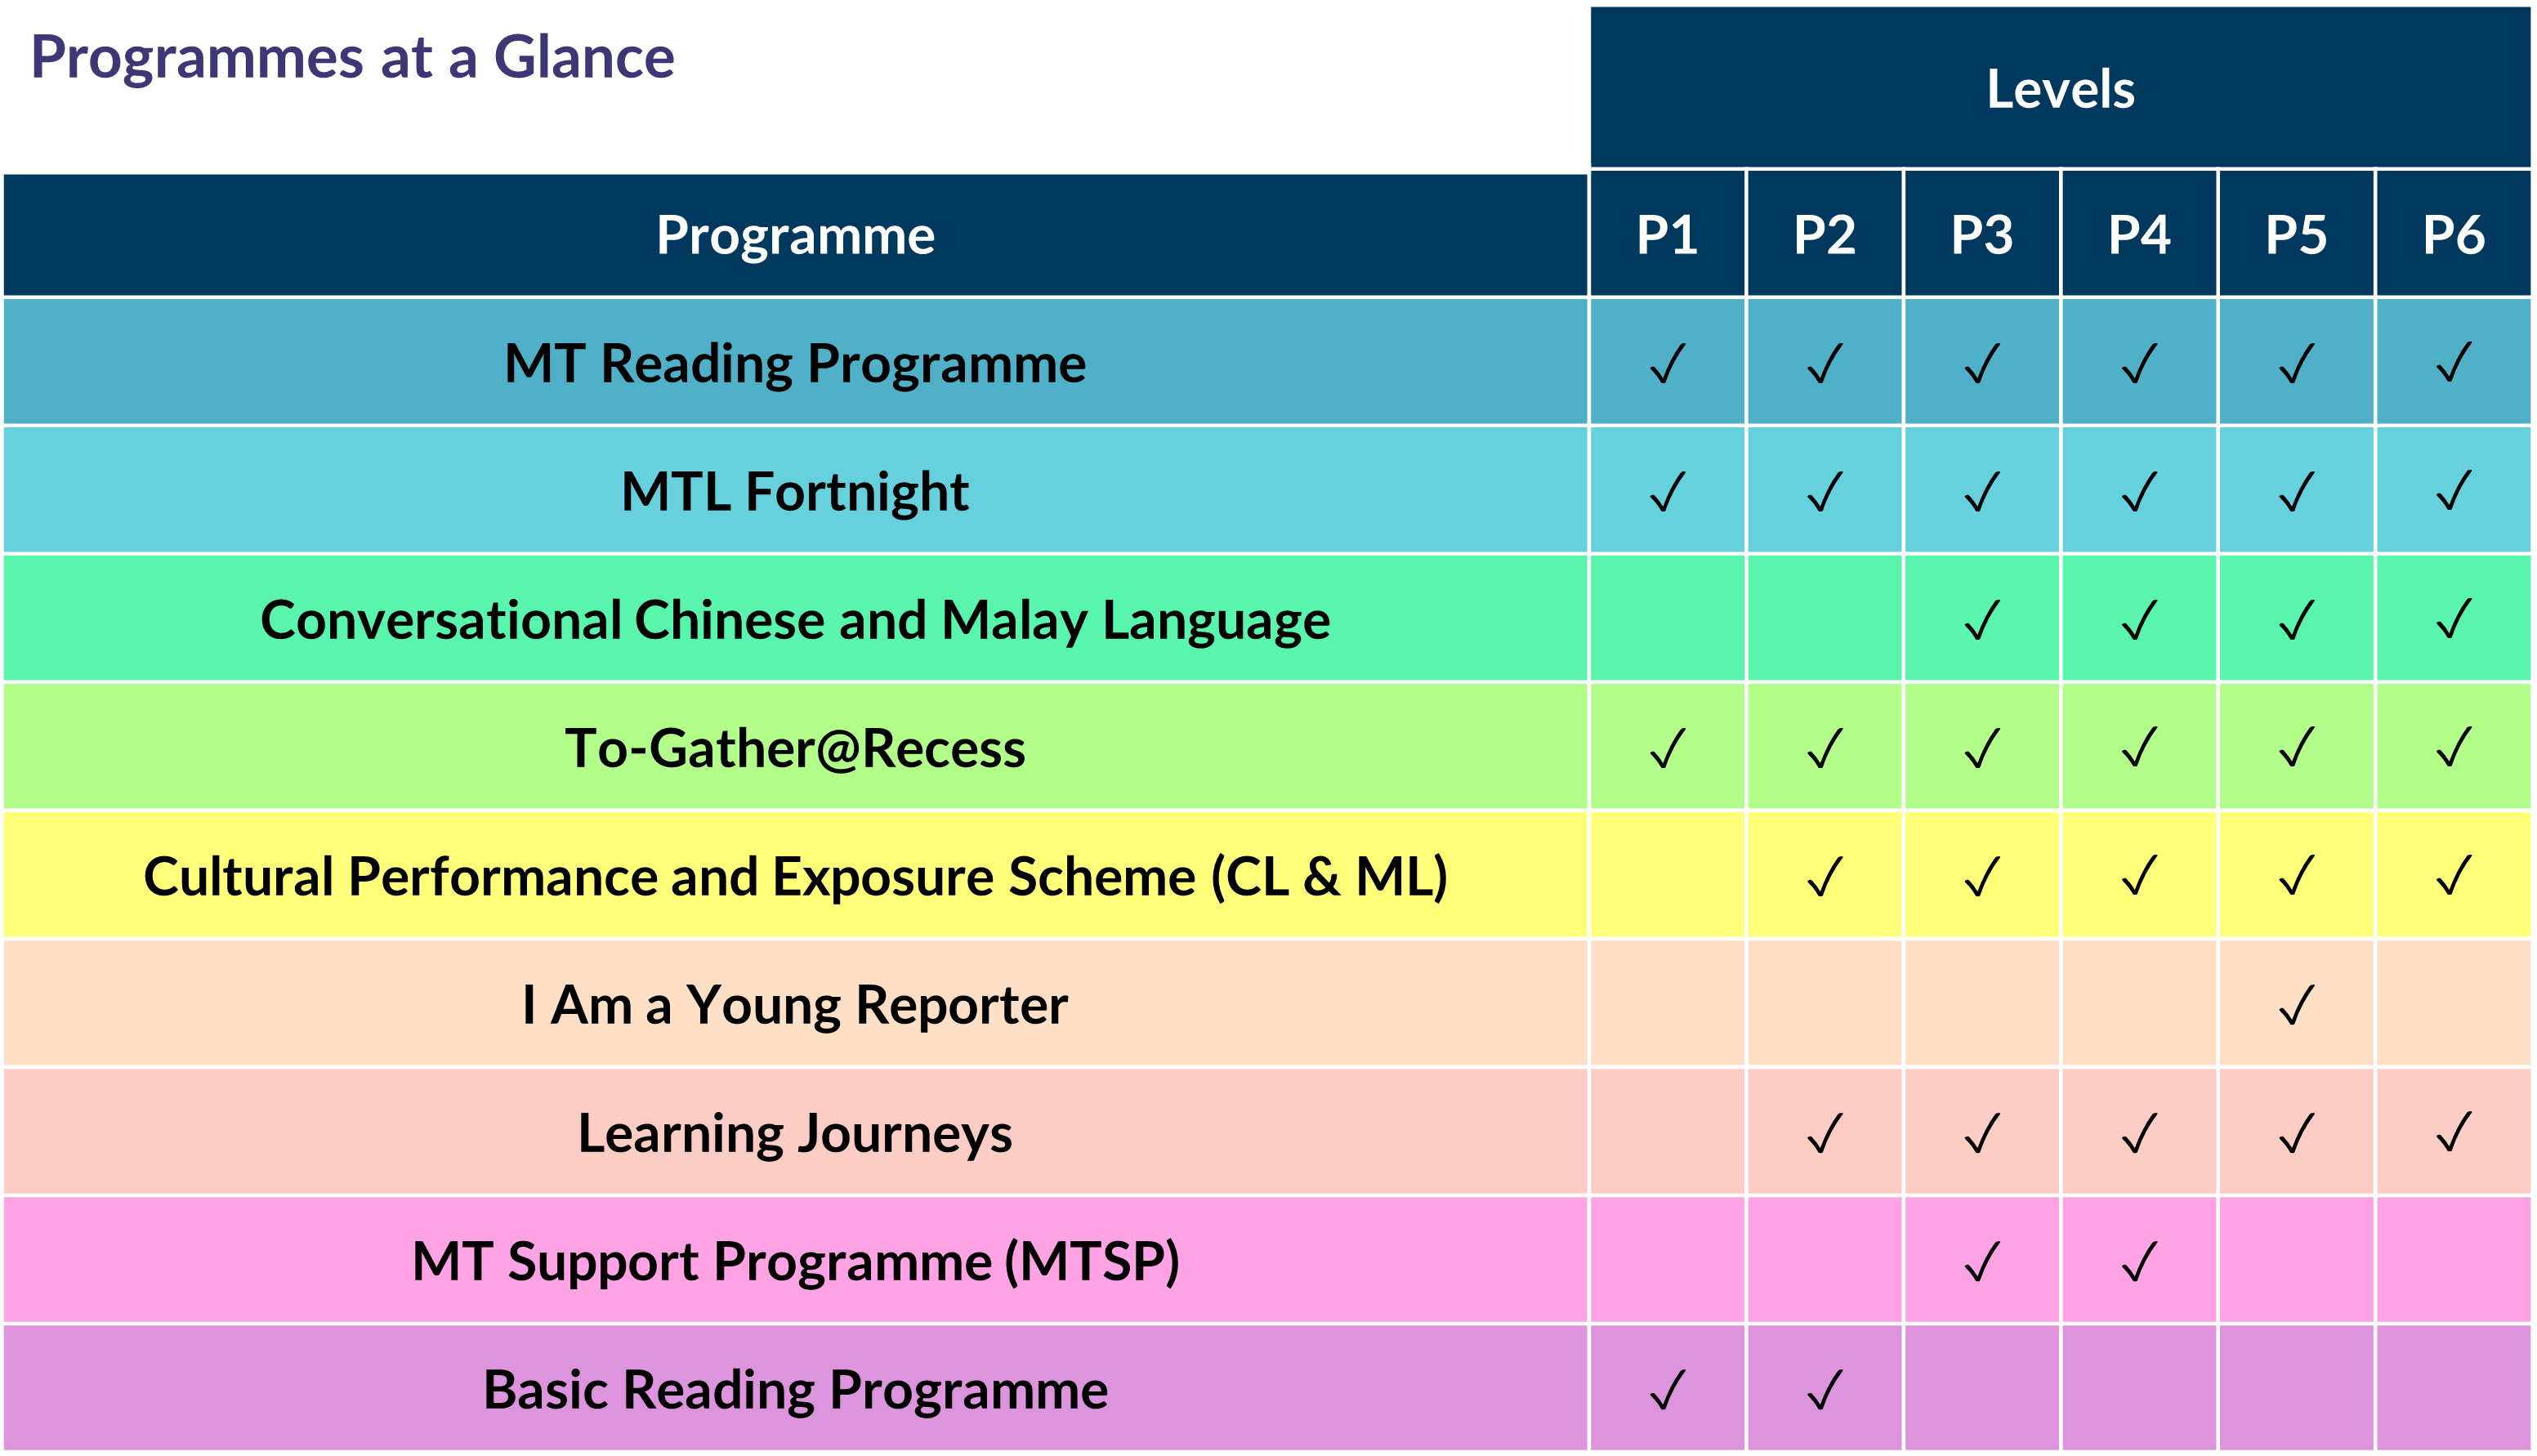 Programmes at a Glance
Levels
Programme P1 P2 P3 P4 P5 P6
MT Reading Programme ✓ ✓ ✓ ✓ ✓ ✓
MTL Fortnight ✓ ✓ ✓ ✓ ✓ ✓
Conversational Chinese and Malay Language ✓ ✓ ✓ ✓
To-Gather@Recess ✓ ✓ ✓ ✓ ✓ ✓
Cultural Performance and Exposure Scheme (CL & ML) ✓ ✓ ✓ ✓ ✓
I Am a Young Reporter ✓
Learning Journeys ✓ ✓ ✓ ✓ ✓
MT Support Programme (MTSP) ✓ ✓
Basic Reading Programme ✓ ✓